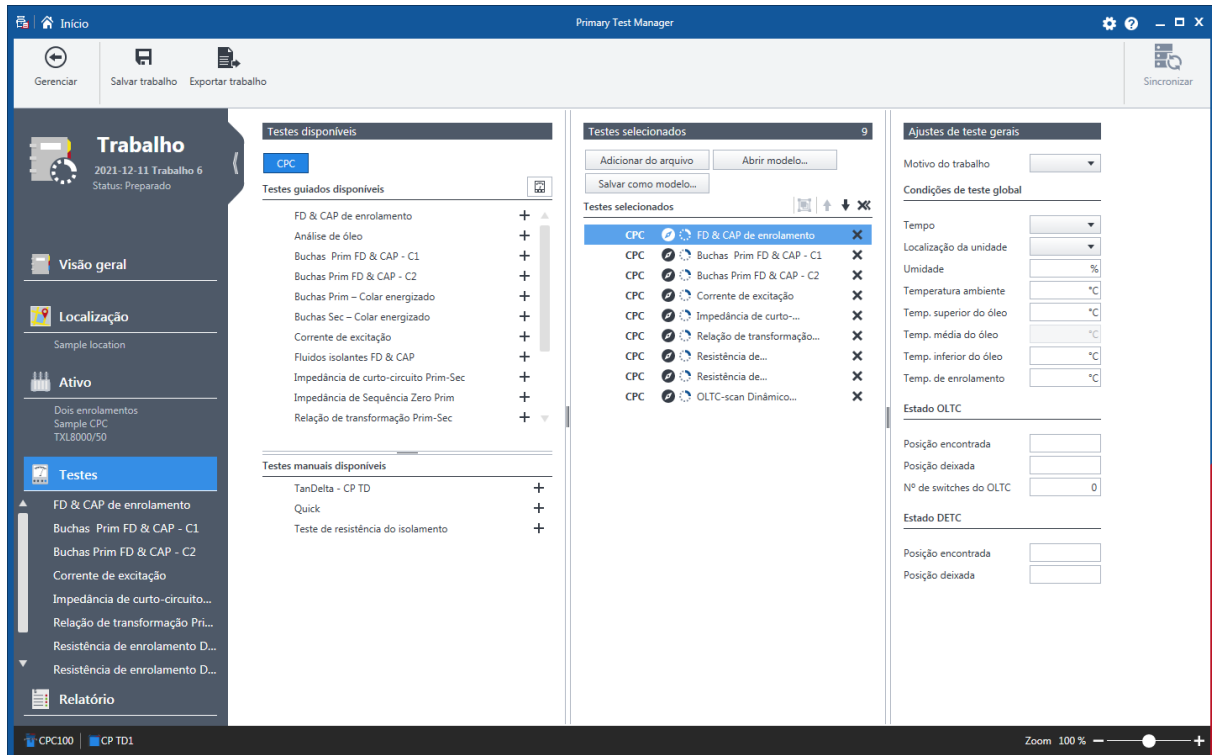 Início
Primary Test Manager
Gerenciar
Salvar trabalho
Exportar trabalho
Sincronizar
Trabalho
2021-12-11 Trabalho 6
Status: Preparado
Visão geral
Localização
Sample location
Ativo
Dois enrolamentos
Sample CPC
TXL8000/50
Testes
FD & CAP de enrolamento
Buchas Prim FD & CAP - C1
Buchas Prim FD & CAP - C2
Corrente de excitação
Impedância de curto-circuito...
Relação de transformação Pri...
Resistência de enrolamento D...
Resistência de enrolamento D...
Relatório
Testes disponíveis
CPC
Testes guiados disponíveis
FD & CAP de enrolamento
Análise de óleo
Buchas Prim FD & CAP - C1
Buchas Prim FD & CAP - C2
Buchas Prim – Colar energizado
Buchas Sec – Colar energizado
Corrente de excitação
Fluidos isolantes FD & CAP
Impedância de curto-circuito Prim-Sec
Impedância de Sequência Zero Prim
Relação de transformação Prim-Sec
Testes manuais disponíveis
TanDelta - CP TD
Quick
Teste de resistência do isolamento
Testes selecionados 9
Adicionar do arquivo
Abrir modelo...
Salvar como modelo...
Testes selecionados
CPC FD & CAP de enrolamento
CPC Buchas Prim FD & CAP - C1
CPC Buchas Prim FD & CAP - C2
CPC Corrente de excitação
CPC Impedância de curto-...
CPC Relação de transformação...
CPC Resistência de...
CPC Resistência de...
CPC OLTC-scan Dinámico...
Ajustes de teste gerais
Motivo do trabalho
Condições de teste global
Tempo
Localização da unidade
Umidade %
Temperatura ambiente °C
Temp. superior do óleo °C
Temp. média do óleo °C
Temp. inferior do óleo °C
Temp. de enrolamento °C
Estado OLTC
Posição encontrada
Posição deixada
Nº de switches do OLTC 0
Estado DETC
Posição encontrada
Posição deixada
CPC100
CP TD1
Zoom 100 %